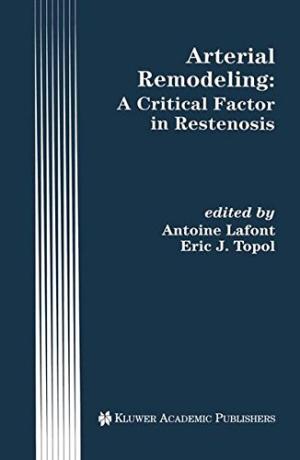 Arterial
Remodeling:
A Critical Factor
in Restenosis
edited by
Antoine Lafont
Eric J. Topol
KLUWER ACADEMIC PUBLISHERS